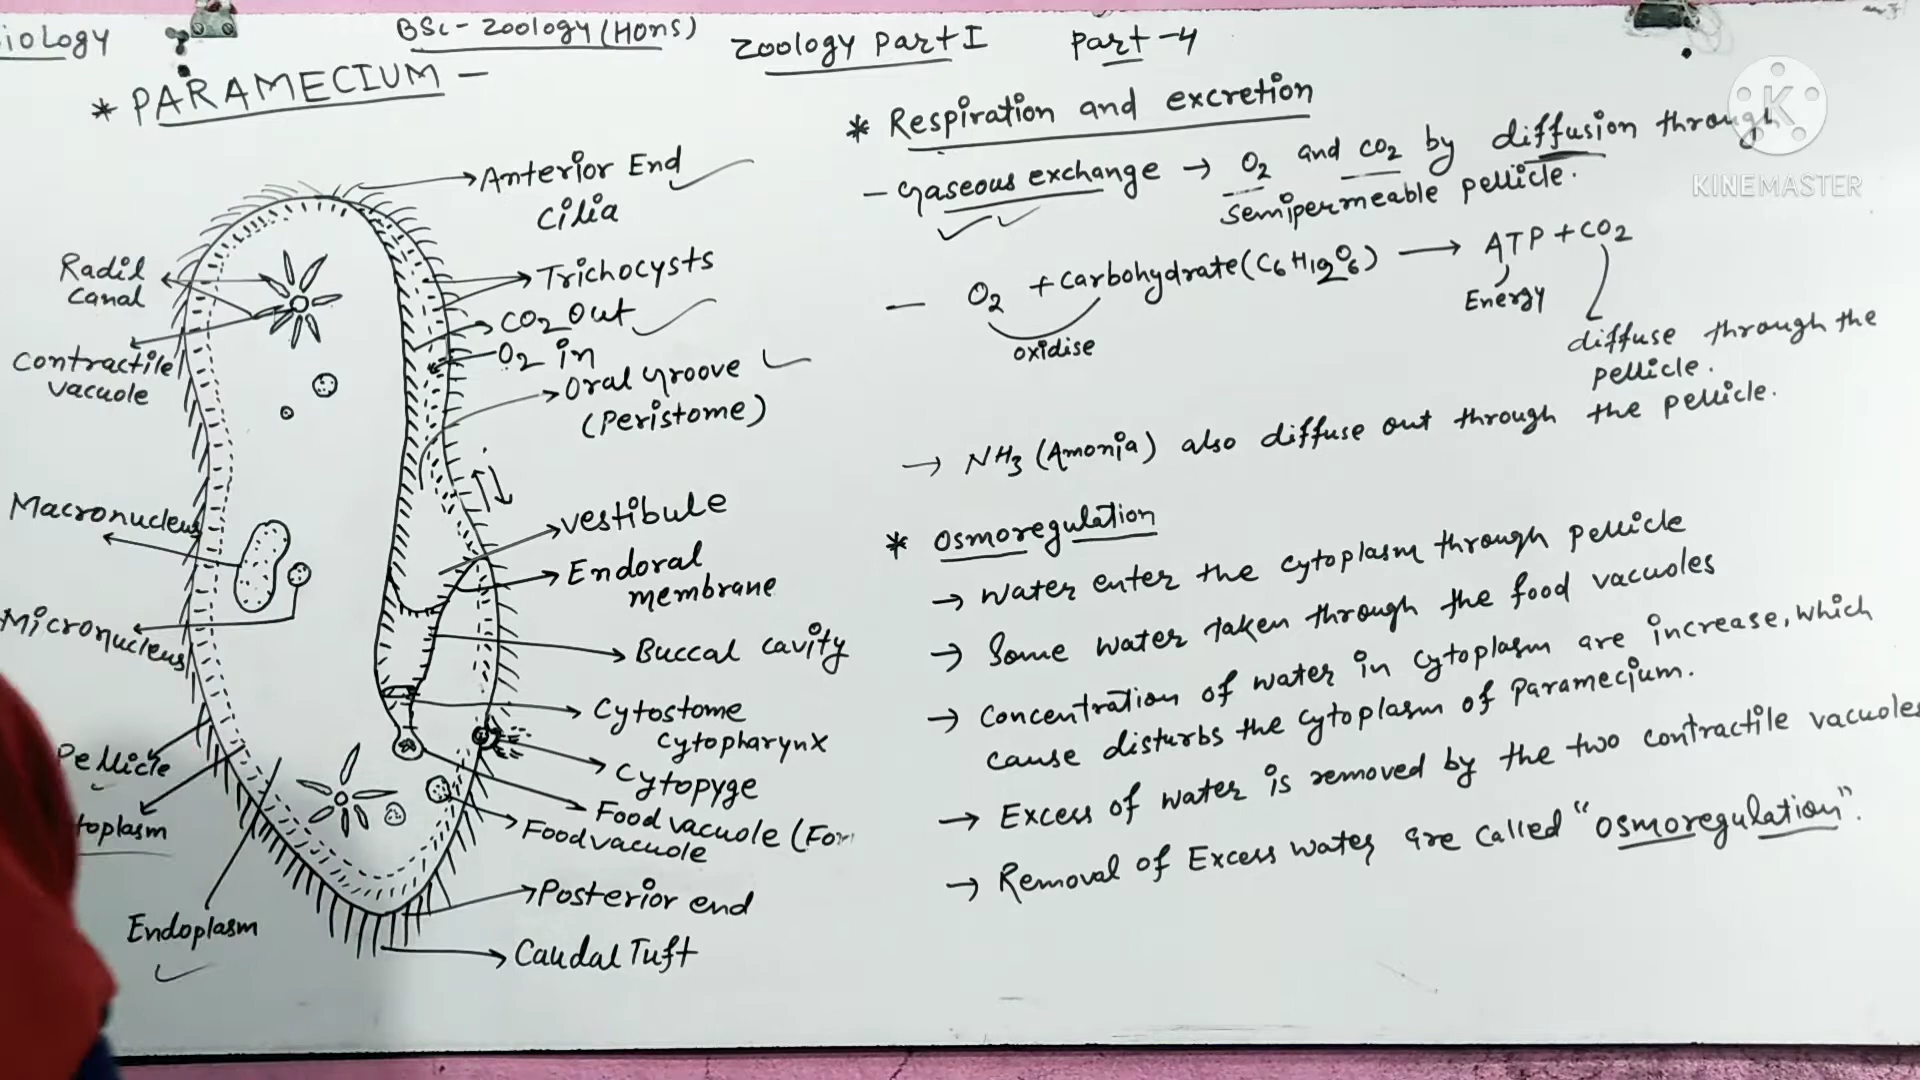 BSc - Zoology (Hons)
Zoology Part I Part - 4
* PARAMECIUM -
Anterior End
Cilia
Radil
canal
Trichocysts
CO2 Out
O2 in
Contractile
vacuole
Oral groove
(Peristome)
Macronucleus
Vestibule
Endoral
membrane
Micronucleus
Buccal cavity
Cytostome
Cytopharynx
Pellicle
Cytopyge
Food vacuole
Food vacuole
Posterior end
Endoplasm
Caudal Tuft
* Respiration and excretion
- Gaseous exchange → O2 and CO2 by diffusion through
semipermeable pellicle.
- O2 + Carbohydrate (C6H12O6) → ATP + CO2
oxidise
Energy
diffuse through the
pellicle.
→ NH3 (Amonia) also diffuse out through the pellicle.
* Osmoregulation
→ Water enter the cytoplasm through pellicle
→ Some water taken through the food vacuoles
→ Concentration of water in cytoplasm are increase, which
cause disturbs the cytoplasm of Paramecium.
→ Excess of water is removed by the two contractile vacuoles
→ Removal of Excess water are called "Osmoregulation".
K
KINEMASTER